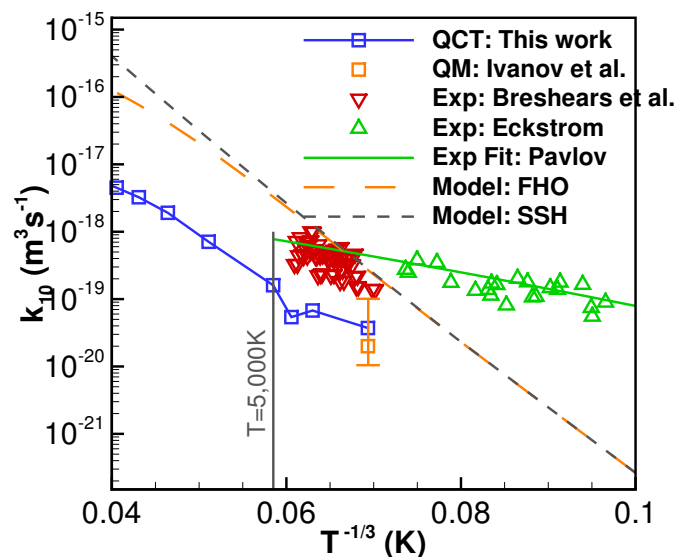 10⁻¹⁵
10⁻¹⁶
10⁻¹⁷
10⁻¹⁸
10⁻¹⁹
10⁻²⁰
10⁻²¹
k₁₀ (m³s⁻¹)
QCT: This work
QM: Ivanov et al.
Exp: Breshears et al.
Exp: Eckstrom
Exp Fit: Pavlov
Model: FHO
Model: SSH
T=5,000K
0.04 0.06 0.08 0.1
T⁻¹/³ (K)